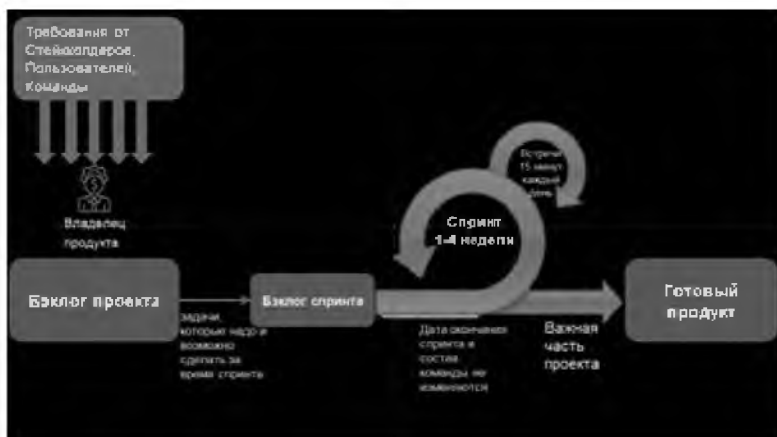 Требования от
Стейкхолдеров,
Пользователей,
Команды
Владелец
продукта
Встречи
15 минут
каждый
день
Спринт
1-4 недели
Бэклог проекта
Бэклог спринта
Готовый
продукт
задачи,
которые надо и
возможно
сделать за
время спринта
Дата окончания
спринта и
состав
команды не
изменяются
Важная
часть
проекта